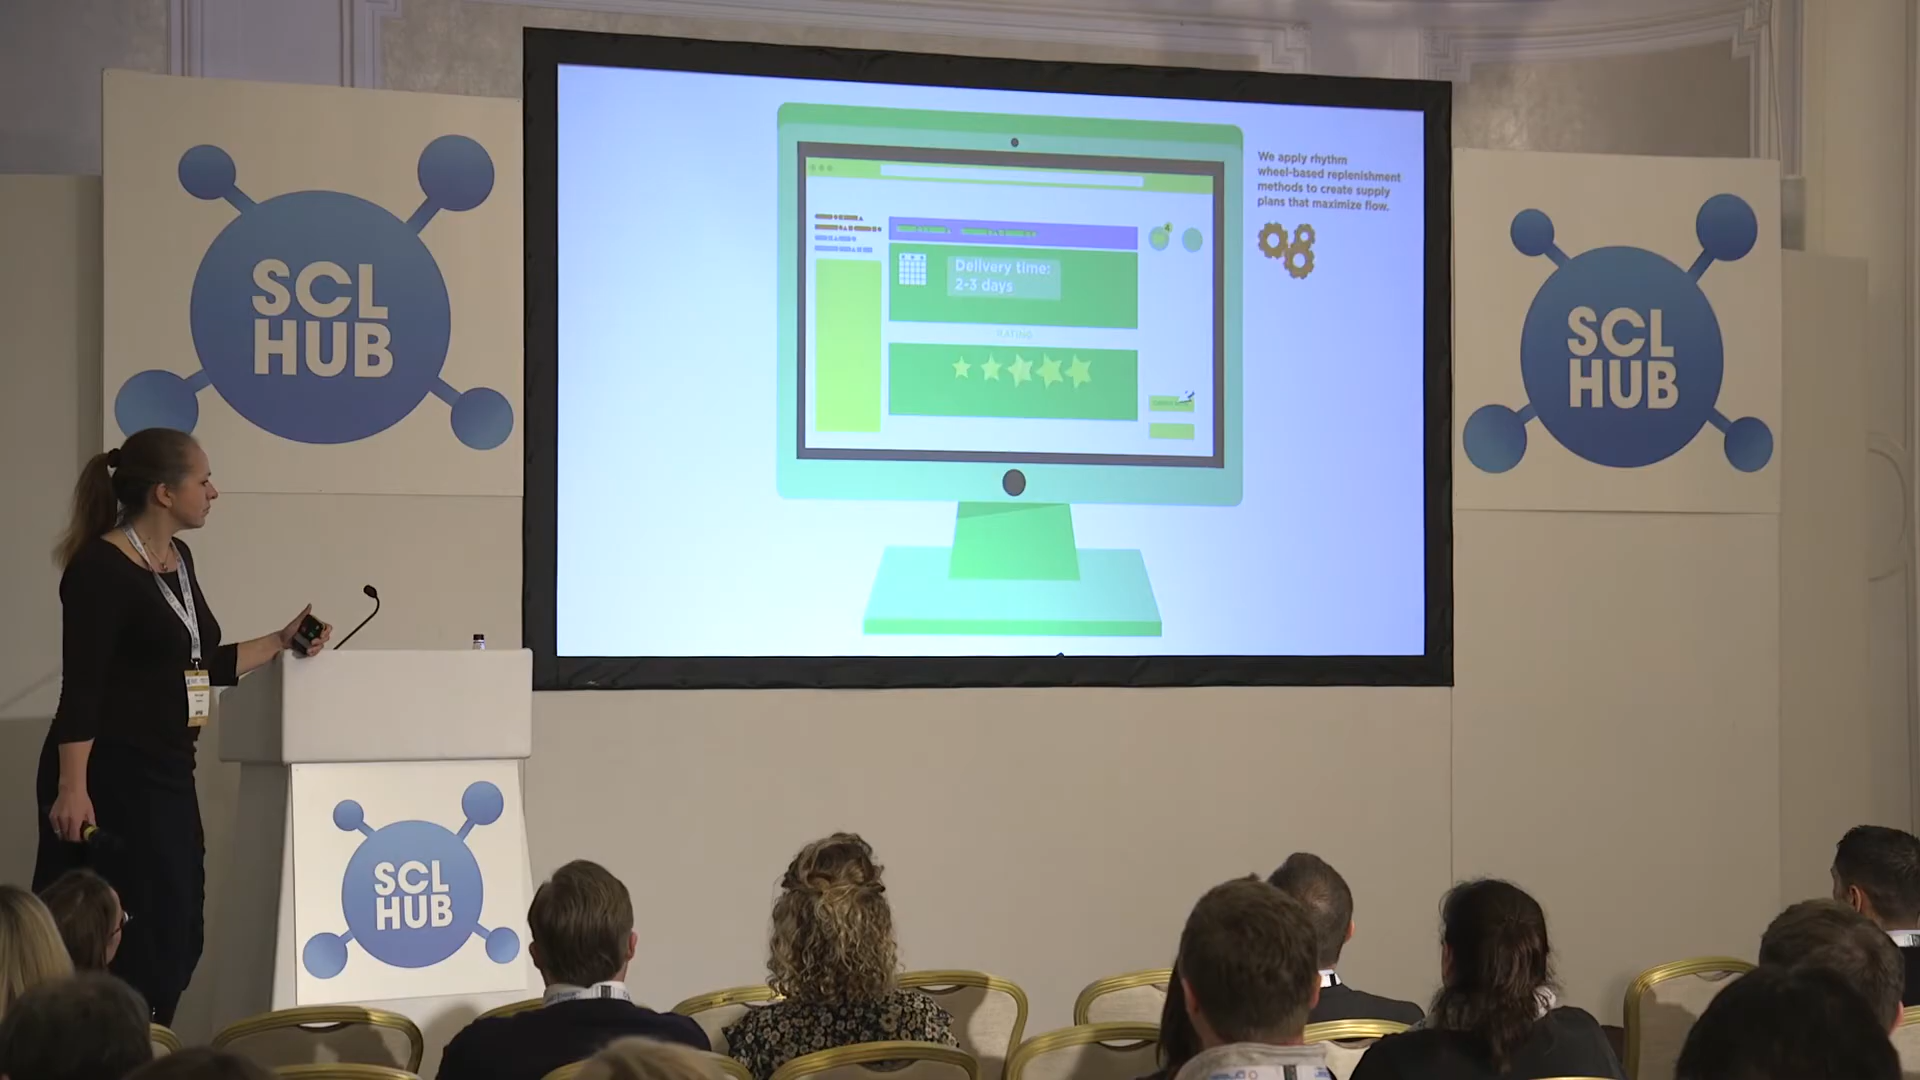 SCL
HUB
We apply rhythm
wheel-based replenishment
methods to create supply
plans that maximize flow.
Delivery time:
2-3 days
RATING
SCL
HUB
SCL
HUB